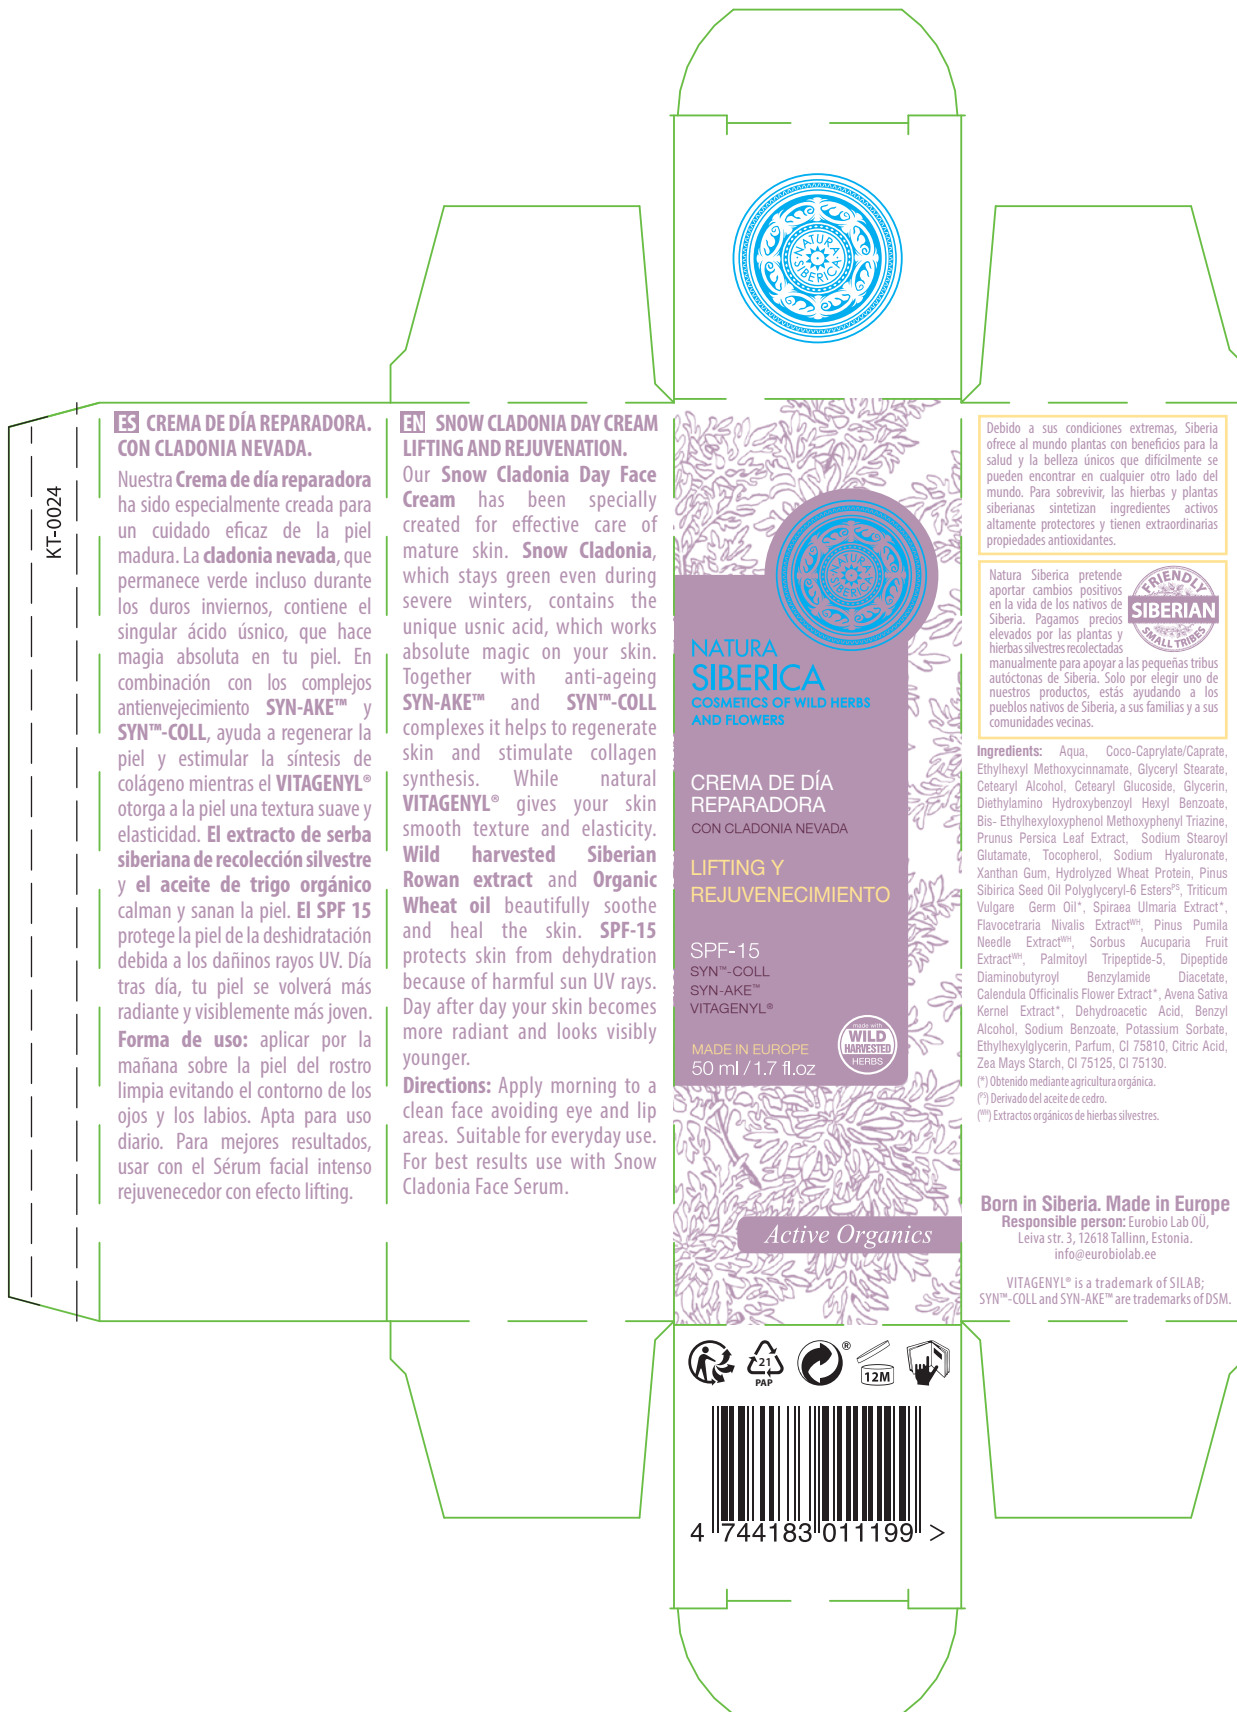 NATURA
SIBERICA
KT-0024
ES CREMA DE DÍA REPARADORA.
CON CLADONIA NEVADA.
Nuestra Crema de día reparadora
ha sido especialmente creada para
un cuidado eficaz de la piel
madura. La cladonia nevada, que
permanece verde incluso durante
los duros inviernos, contiene el
singular ácido úsnico, que hace
magia absoluta en tu piel. En
combinación con los complejos
antienvejecimiento SYN-AKE™ y
SYN™-COLL, ayuda a regenerar la
piel y estimular la síntesis de
colágeno mientras el VITAGENYL®
otorga a la piel una textura suave y
elasticidad. El extracto de serba
siberiana de recolección silvestre
y el aceite de trigo orgánico
calman y sanan la piel. El SPF 15
protege la piel de la deshidratación
debida a los dañinos rayos UV. Día
tras día, tu piel se volverá más
radiante y visiblemente más joven.
Forma de uso: aplicar por la
mañana sobre la piel del rostro
limpia evitando el contorno de los
ojos y los labios. Apta para uso
diario. Para mejores resultados,
usar con el Sérum facial intenso
rejuvenecedor con efecto lifting.
EN SNOW CLADONIA DAY CREAM
LIFTING AND REJUVENATION.
Our Snow Cladonia Day Face
Cream has been specially
created for effective care of
mature skin. Snow Cladonia,
which stays green even during
severe winters, contains the
unique usnic acid, which works
absolute magic on your skin.
Together with anti-ageing
SYN-AKE™ and SYN™-COLL
complexes it helps to regenerate
skin and stimulate collagen
synthesis. While natural
VITAGENYL® gives your skin
smooth texture and elasticity.
Wild harvested Siberian
Rowan extract and Organic
Wheat oil beautifully soothe
and heal the skin. SPF-15
protects skin from dehydration
because of harmful sun UV rays.
Day after day your skin becomes
more radiant and looks visibly
younger.
Directions: Apply morning to a
clean face avoiding eye and lip
areas. Suitable for everyday use.
For best results use with Snow
Cladonia Face Serum.
NATURA
SIBERICA
NATURA
SIBERICA
COSMETICS OF WILD HERBS
AND FLOWERS
CREMA DE DÍA
REPARADORA
CON CLADONIA NEVADA
LIFTING Y
REJUVENECIMIENTO
SPF-15
SYN™-COLL
SYN-AKE™
VITAGENYL®
MADE IN EUROPE
50 ml / 1.7 fl.oz
made with
WILD
HARVESTED
HERBS
Active Organics
Debido a sus condiciones extremas, Siberia
ofrece al mundo plantas con beneficios para la
salud y la belleza únicos que difícilmente se
pueden encontrar en cualquier otro lado del
mundo. Para sobrevivir, las hierbas y plantas
siberianas sintetizan ingredientes activos
altamente protectores y tienen extraordinarias
propiedades antioxidantes.
Natura Siberica pretende
aportar cambios positivos
en la vida de los nativos de
Siberia. Pagamos precios
elevados por las plantas y
hierbas silvestres recolectadas
manualmente para apoyar a las pequeñas tribus
autóctonas de Siberia. Solo por elegir uno de
nuestros productos, estás ayudando a los
pueblos nativos de Siberia, a sus familias y a sus
comunidades vecinas.
FRIENDLY
SIBERIAN
SMALL TRIBES
Ingredients: Aqua, Coco-Caprylate/Caprate,
Ethylhexyl Methoxycinnamate, Glyceryl Stearate,
Cetearyl Alcohol, Cetearyl Glucoside, Glycerin,
Diethylamino Hydroxybenzoyl Hexyl Benzoate,
Bis- Ethylhexyloxyphenol Methoxyphenyl Triazine,
Prunus Persica Leaf Extract, Sodium Stearoyl
Glutamate, Tocopherol, Sodium Hyaluronate,
Xanthan Gum, Hydrolyzed Wheat Protein, Pinus
Sibirica Seed Oil Polyglyceryl-6 Esters(PS), Triticum
Vulgare Germ Oil*, Spiraea Ulmaria Extract*,
Flavocetraria Nivalis Extract(WH), Pinus Pumila
Needle Extract(WH), Sorbus Aucuparia Fruit
Extract(WH), Palmitoyl Tripeptide-5, Dipeptide
Diaminobutyroyl Benzylamide Diacetate,
Calendula Officinalis Flower Extract*, Avena Sativa
Kernel Extract*, Dehydroacetic Acid, Benzyl
Alcohol, Sodium Benzoate, Potassium Sorbate,
Ethylhexylglycerin, Parfum, CI 75810, Citric Acid,
Zea Mays Starch, CI 75125, CI 75130.
(*) Obtenido mediante agricultura orgánica.
(PS) Derivado del aceite de cedro.
(WH) Extractos orgánicos de hierbas silvestres.
Born in Siberia. Made in Europe
Responsible person: Eurobio Lab OÜ,
Leiva str. 3, 12618 Tallinn, Estonia.
info@eurobiolab.ee
VITAGENYL® is a trademark of SILAB;
SYN™-COLL and SYN-AKE™ are trademarks of DSM.
21
PAP
®
12M
4 744183 011199 >